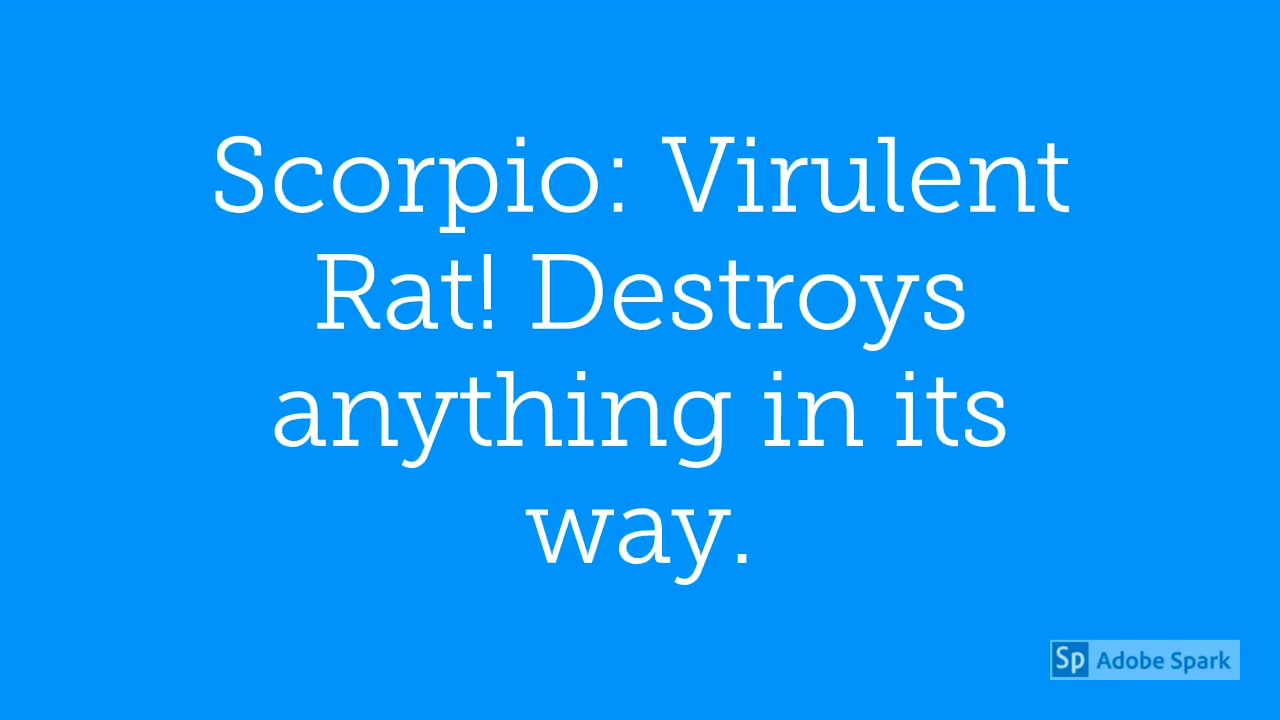 Scorpio: Virulent
Rat! Destroys
anything in its
way.
Sp Adobe Spark